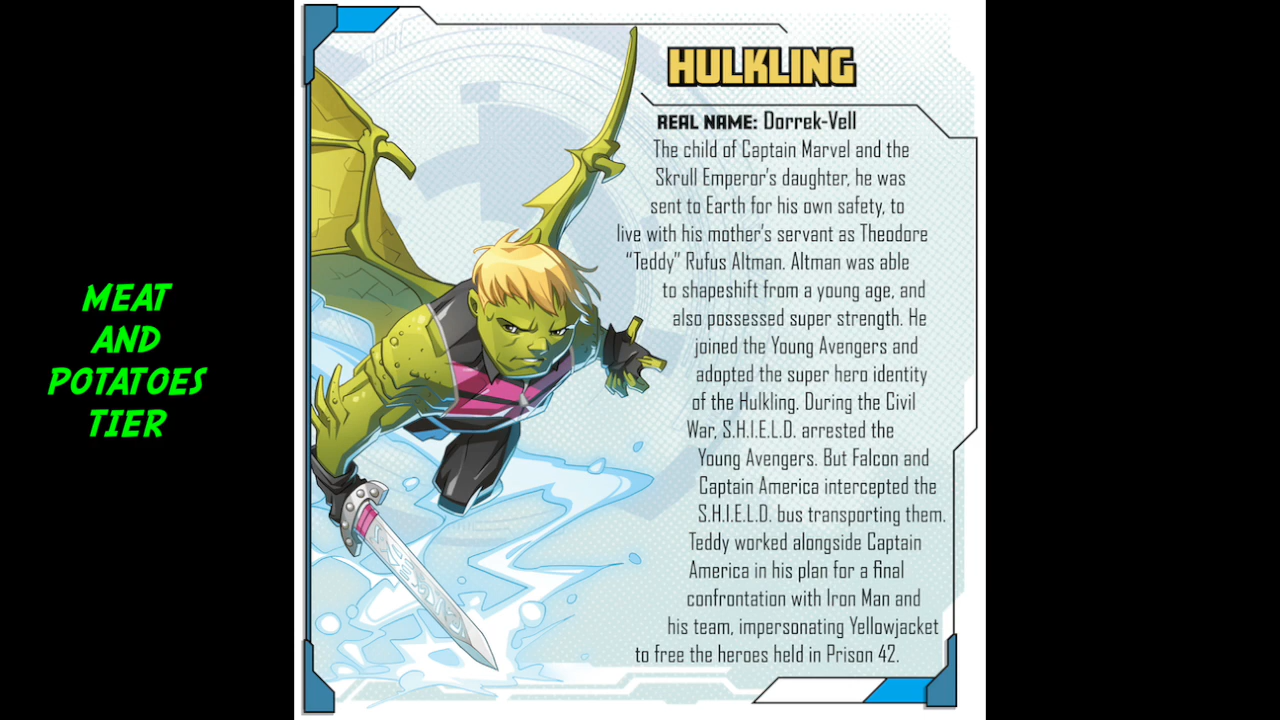 MEAT
AND
POTATOES
TIER
HULKLING
REAL NAME: Dorrek-Vell
The child of Captain Marvel and the
Skrull Emperor's daughter, he was
sent to Earth for his own safety, to
live with his mother's servant as Theodore
"Teddy" Rufus Altman. Altman was able
to shapeshift from a young age, and
also possessed super strength. He
joined the Young Avengers and
adopted the super hero identity
of the Hulkling. During the Civil
War, S.H.I.E.L.D. arrested the
Young Avengers. But Falcon and
Captain America intercepted the
S.H.I.E.L.D. bus transporting them.
Teddy worked alongside Captain
America in his plan for a final
confrontation with Iron Man and
his team, impersonating Yellowjacket
to free the heroes held in Prison 42.